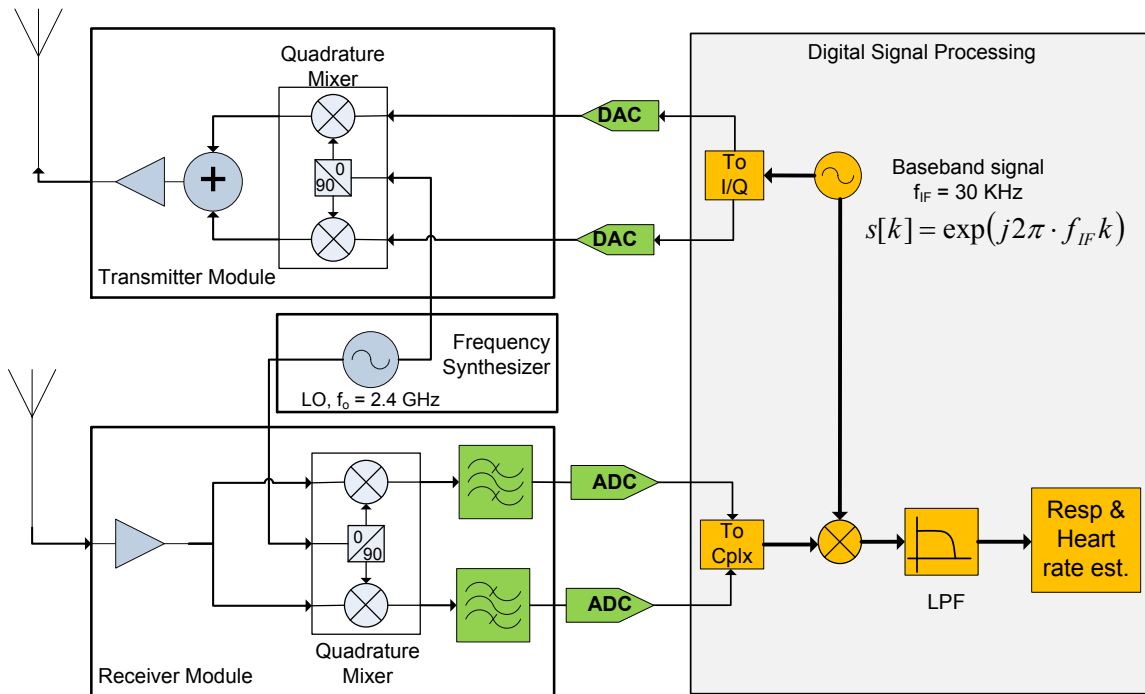 Quadrature
Mixer
0
90
+
Transmitter Module
DAC
DAC
Digital Signal Processing
To
I/Q
Baseband signal
f_IF = 30 KHz
s[k] = exp(j2π · f_IF k)
Frequency
Synthesizer
LO, f_o = 2.4 GHz
0
90
Quadrature
Mixer
Receiver Module
ADC
ADC
To
Cplx
LPF
Resp &
Heart
rate est.